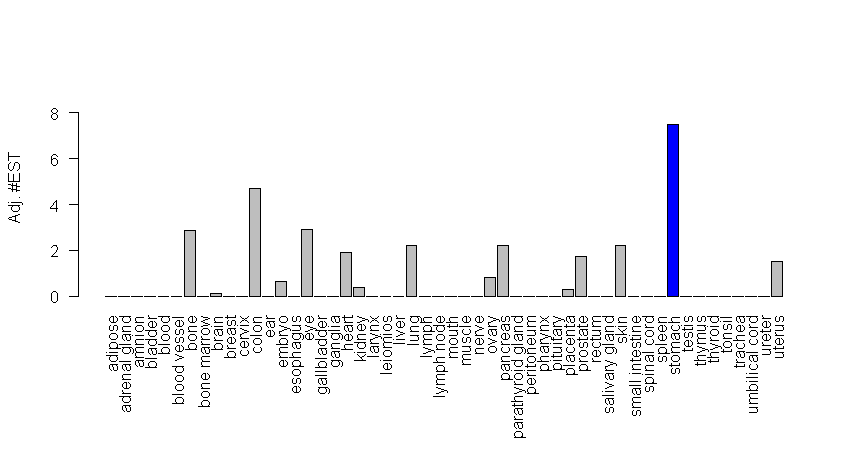 Adj. #EST
8
6
4
2
0
adipose
adrenal gland
amnion
bladder
blood
blood vessel
bone
bone marrow
brain
breast
cervix
colon
ear
embryo
esophagus
eye
gallbladder
ganglia
heart
kidney
larynx
leiomios
liver
lung
lymph
lymph node
mouth
muscle
nerve
ovary
pancreas
parathyroid gland
peritoneum
pharynx
pituitary
placenta
prostate
rectum
salivary gland
skin
small intestine
spinal cord
spleen
stomach
testis
thymus
thyroid
tonsil
trachea
umbilical cord
ureter
uterus